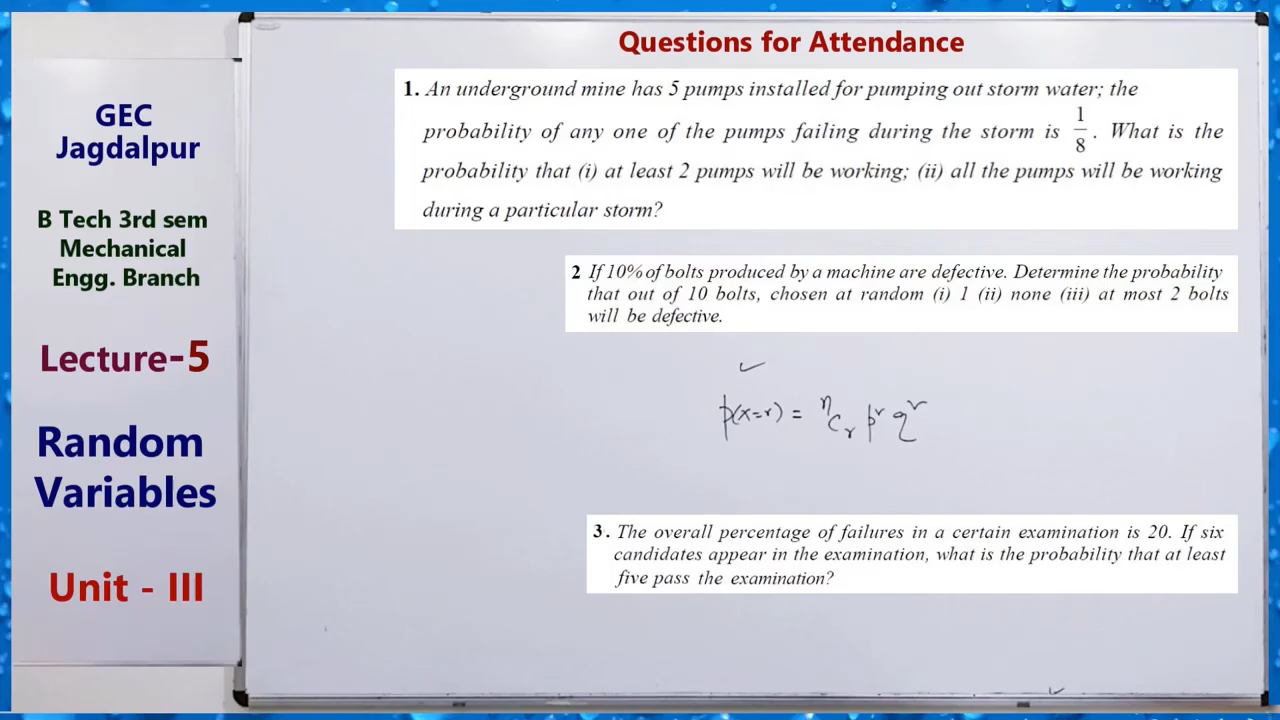 Questions for Attendance
GEC
Jagdalpur
B Tech 3rd sem
Mechanical
Engg. Branch
Lecture-5
Random
Variables
Unit - III
1. An underground mine has 5 pumps installed for pumping out storm water; the
probability of any one of the pumps failing during the storm is 1/8. What is the
probability that (i) at least 2 pumps will be working; (ii) all the pumps will be working
during a particular storm?
2 If 10% of bolts produced by a machine are defective. Determine the probability
that out of 10 bolts, chosen at random (i) 1 (ii) none (iii) at most 2 bolts
will be defective.
p(x=r) = ⁿCᵣ pʳ qʳ
3. The overall percentage of failures in a certain examination is 20. If six
candidates appear in the examination, what is the probability that at least
five pass the examination?